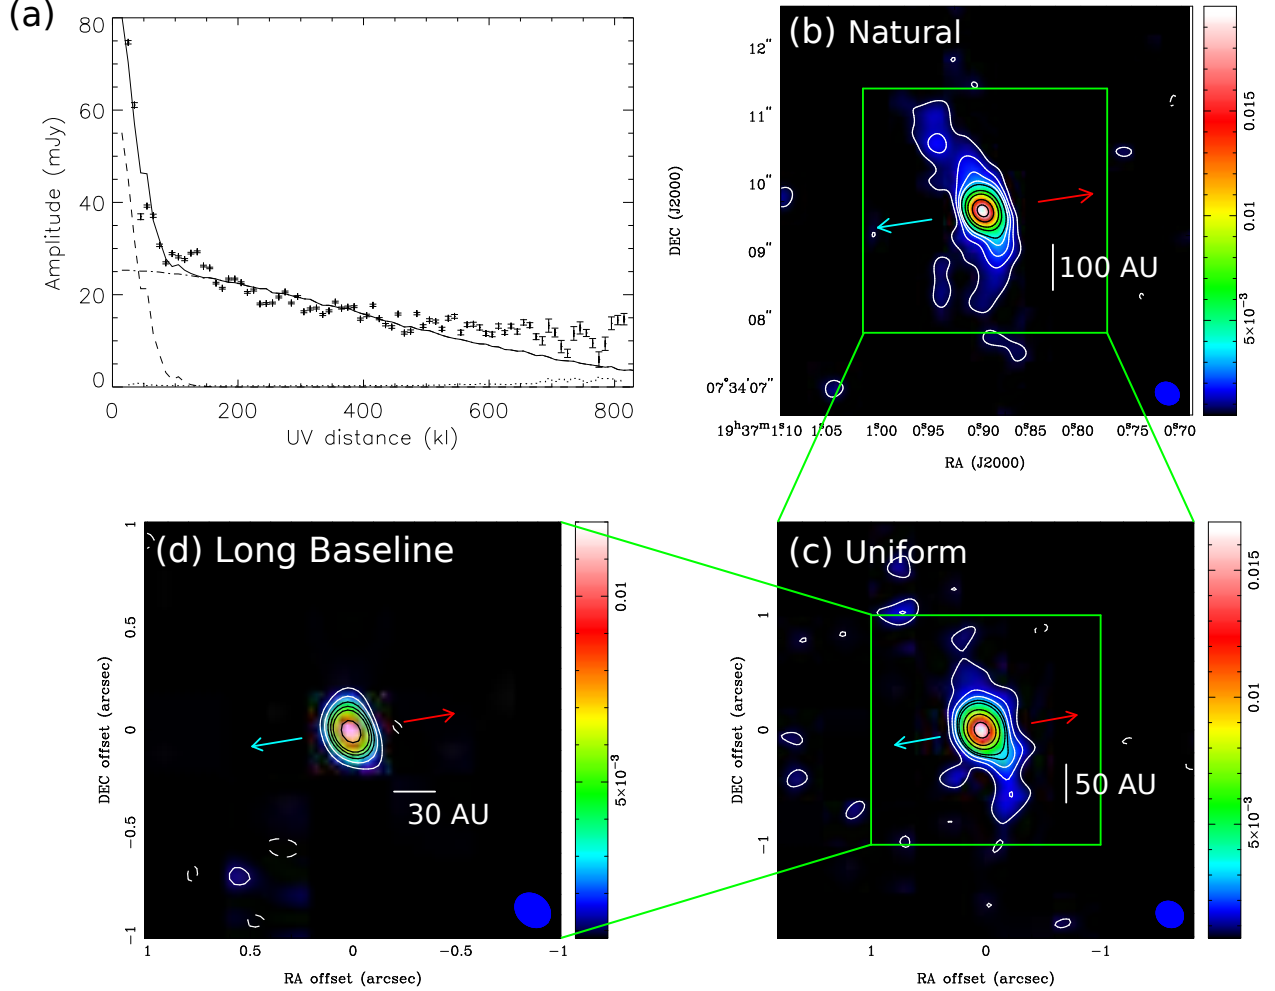 (a)
80
60
40
20
0
Amplitude (mJy)
0 200 400 600 800
UV distance (kl)
(b) Natural
12"
11"
10"
09"
08"
07°34'07"
DEC (J2000)
100 AU
19ʰ37ᵐ1ˢ.10 1ˢ.05 1ˢ.00 0ˢ.95 0ˢ.90 0ˢ.85 0ˢ.80 0ˢ.75 0ˢ.70
RA (J2000)
0.015
0.01
5×10⁻³
(d) Long Baseline
1
0.5
0
−0.5
−1
DEC offset (arcsec)
30 AU
1 0.5 0 −0.5 −1
RA offset (arcsec)
0.01
5×10⁻³
(c) Uniform
1
0
−1
DEC offset (arcsec)
50 AU
1 0 −1
RA offset (arcsec)
0.015
0.01
5×10⁻³